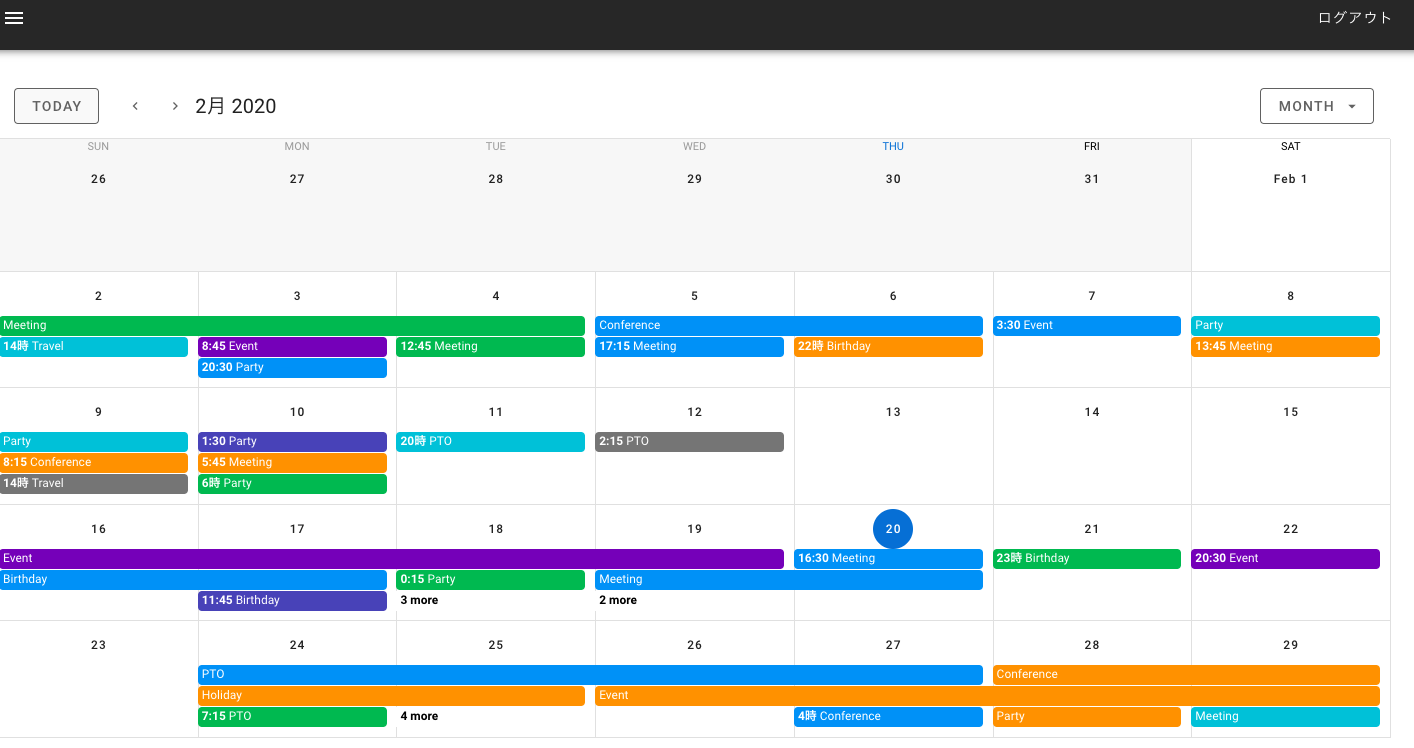 ログアウト
TODAY 2月 2020 MONTH
SUN MON TUE WED THU FRI SAT
26 27 28 29 30 31 Feb 1
2 3 4 5 6 7 8
Meeting Conference 3:30 Event Party
14時 Travel 8:45 Event 12:45 Meeting 17:15 Meeting 22時 Birthday 13:45 Meeting
20:30 Party
9 10 11 12 13 14 15
Party 1:30 Party 20時 PTO 2:15 PTO
8:15 Conference 5:45 Meeting
14時 Travel 6時 Party
16 17 18 19 20 21 22
Event 16:30 Meeting 23時 Birthday 20:30 Event
Birthday 0:15 Party Meeting
11:45 Birthday 3 more 2 more
23 24 25 26 27 28 29
PTO Conference
Holiday Event
7:15 PTO 4 more 4時 Conference Party Meeting